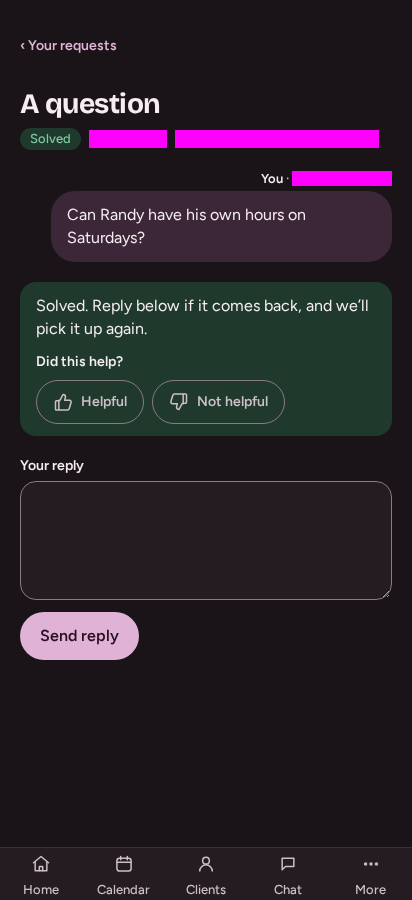 ‹ Your requests
A question
Solved
You ·
Can Randy have his own hours on
Saturdays?
Solved. Reply below if it comes back, and we’ll
pick it up again.
Did this help?
Helpful
Not helpful
Your reply
Send reply
Home
Calendar
Clients
Chat
More